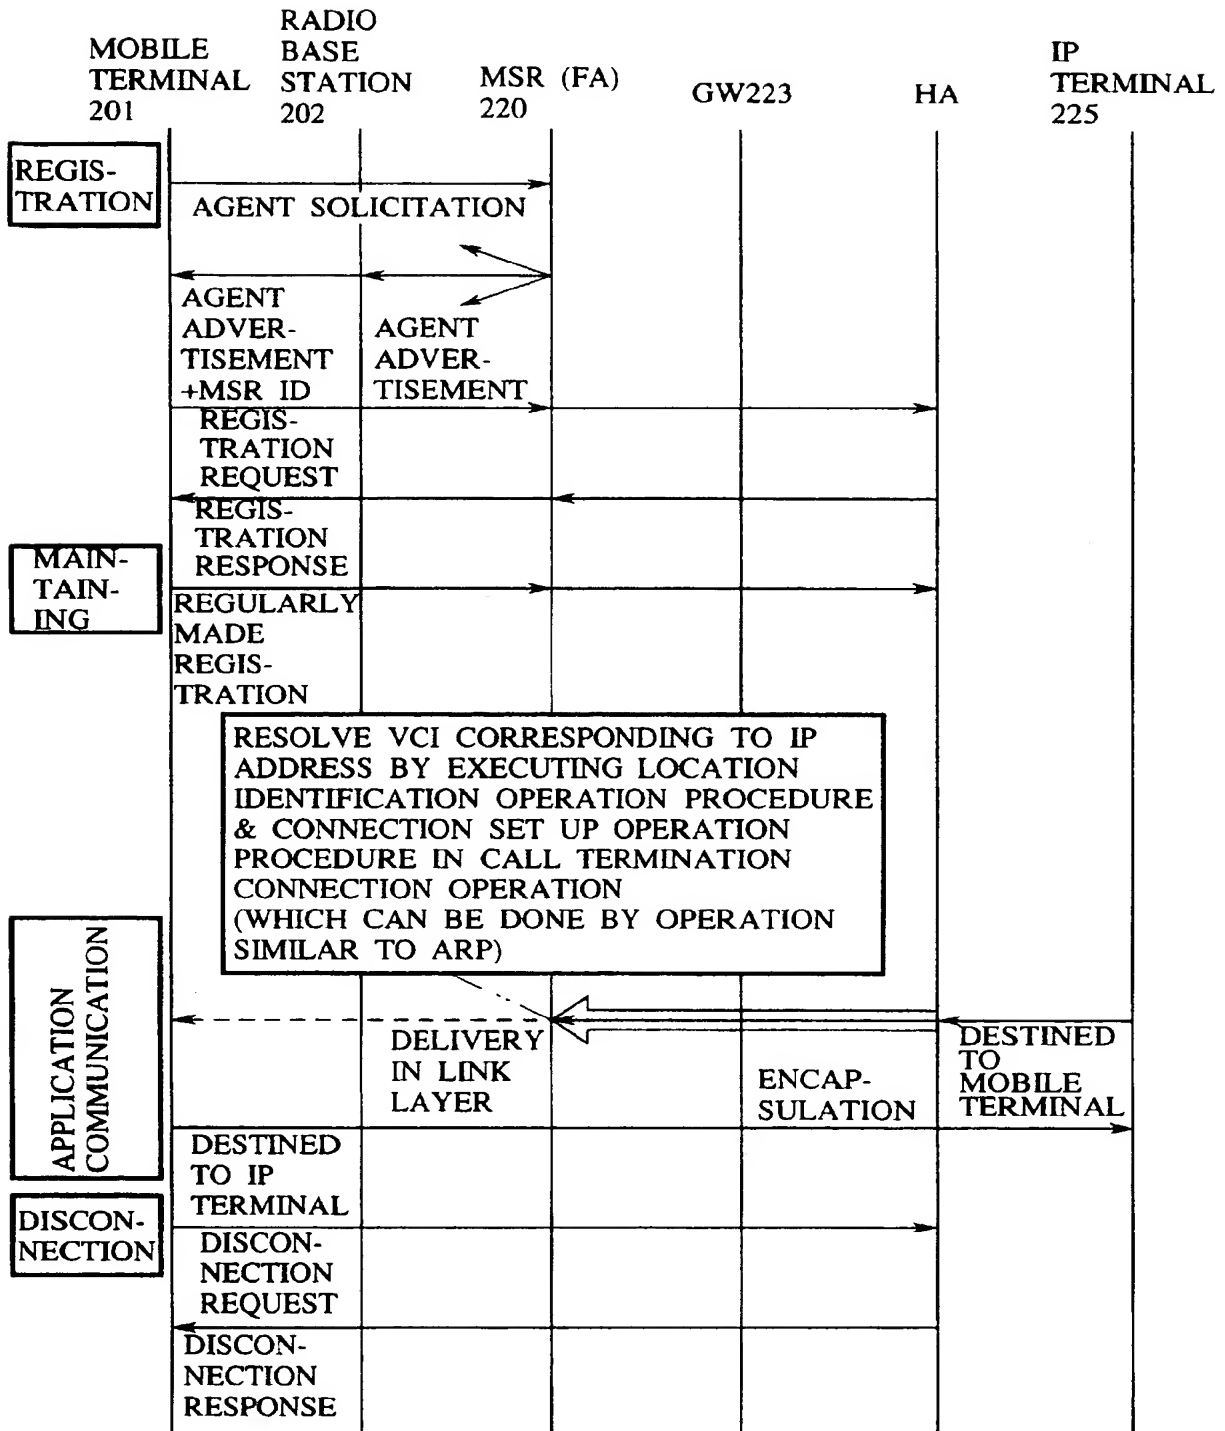 MOBILE
TERMINAL
201
RADIO
BASE
STATION
202
MSR (FA)
220
GW223
HA
IP
TERMINAL
225
REGIS-
TRATION
AGENT SOLICITATION
AGENT
ADVER-
TISEMENT
+MSR ID
AGENT
ADVER-
TISEMENT
REGIS-
TRATION
REQUEST
REGIS-
TRATION
RESPONSE
MAIN-
TAIN-
ING
REGULARLY
MADE
REGIS-
TRATION
RESOLVE VCI CORRESPONDING TO IP
ADDRESS BY EXECUTING LOCATION
IDENTIFICATION OPERATION PROCEDURE
& CONNECTION SET UP OPERATION
PROCEDURE IN CALL TERMINATION
CONNECTION OPERATION
(WHICH CAN BE DONE BY OPERATION
SIMILAR TO ARP)
APPLICATION
COMMUNICATION
DELIVERY
IN LINK
LAYER
ENCAP-
SULATION
DESTINED
TO
MOBILE
TERMINAL
DESTINED
TO IP
TERMINAL
DISCON-
NECTION
DISCON-
NECTION
REQUEST
DISCON-
NECTION
RESPONSE